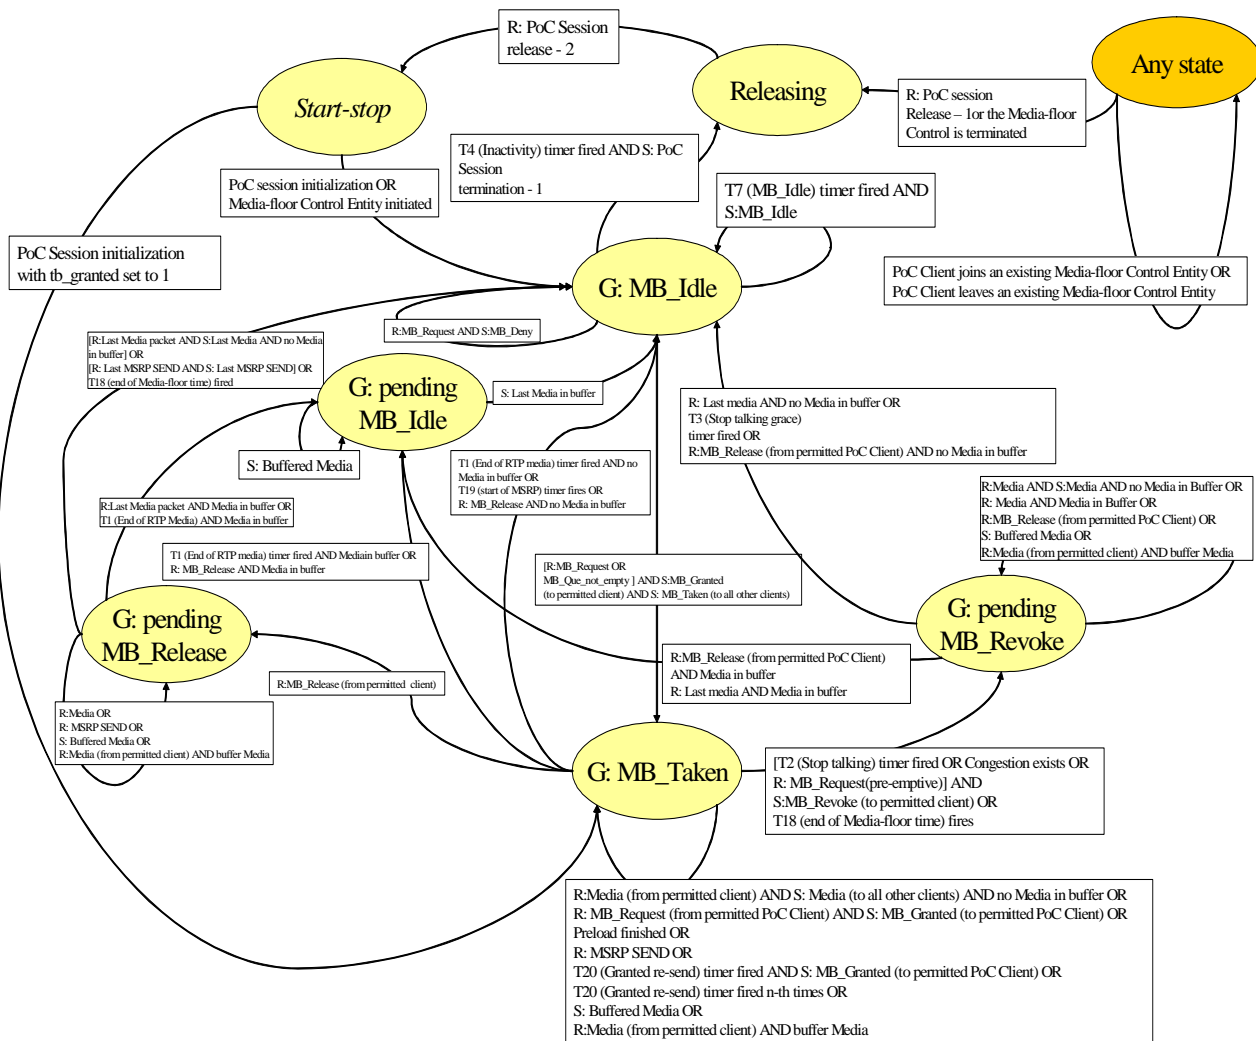 R: PoC Session
release - 2
Any state
Start-stop
Releasing
R: PoC session
Release – 1or the Media-floor
Control is terminated
T4 (Inactivity) timer fired AND S: PoC
Session
termination - 1
PoC session initialization OR
Media-floor Control Entity initiated
T7 (MB_Idle) timer fired AND
S:MB_Idle
PoC Session initialization
with tb_granted set to 1
PoC Client joins an existing Media-floor Control Entity OR
PoC Client leaves an existing Media-floor Control Entity
G: MB_Idle
R:MB_Request AND S:MB_Deny
[R:Last Media packet AND S:Last Media AND no Media
in buffer] OR
[R: Last MSRP SEND AND S: Last MSRP SEND] OR
T18 (end of Media-floor time) fired
G: pending
MB_Idle
S: Last Media in buffer
R: Last media AND no Media in buffer OR
T3 (Stop talking grace)
timer fired OR
R:MB_Release (from permitted PoC Client) AND no Media in buffer
S: Buffered Media
T1 (End of RTP media) timer fired AND no
Media in buffer OR
T19 (start of MSRP) timer fires OR
R: MB_Release AND no Media in buffer
R:Media AND S:Media AND no Media in Buffer OR
R: Media AND Media in Buffer OR
R:MB_Release (from permitted PoC Client) OR
S: Buffered Media OR
R:Media (from permitted client) AND buffer Media
R:Last Media packet AND Media in buffer OR
T1 (End of RTP Media) AND Media in buffer
T1 (End of RTP media) timer fired AND Mediain buffer OR
R: MB_Release AND Media in buffer
[R:MB_Request OR
MB_Que_not_empty ] AND S:MB_Granted
(to permitted client) AND S: MB_Taken (to all other clients)
G: pending
MB_Release
G: pending
MB_Revoke
R:MB_Release (from permitted PoC Client)
AND Media in buffer
R: Last media AND Media in buffer
R:MB_Release (from permitted client)
R:Media OR
R: MSRP SEND OR
S: Buffered Media OR
R:Media (from permitted client) AND buffer Media
G: MB_Taken
[T2 (Stop talking) timer fired OR Congestion exists OR
R: MB_Request(pre-emptive)] AND
S:MB_Revoke (to permitted client) OR
T18 (end of Media-floor time) fires
R:Media (from permitted client) AND S: Media (to all other clients) AND no Media in buffer OR
R: MB_Request (from permitted PoC Client) AND S: MB_Granted (to permitted PoC Client) OR
Preload finished OR
R: MSRP SEND OR
T20 (Granted re-send) timer fired AND S: MB_Granted (to permitted PoC Client) OR
T20 (Granted re-send) timer fired n-th times OR
S: Buffered Media OR
R:Media (from permitted client) AND buffer Media